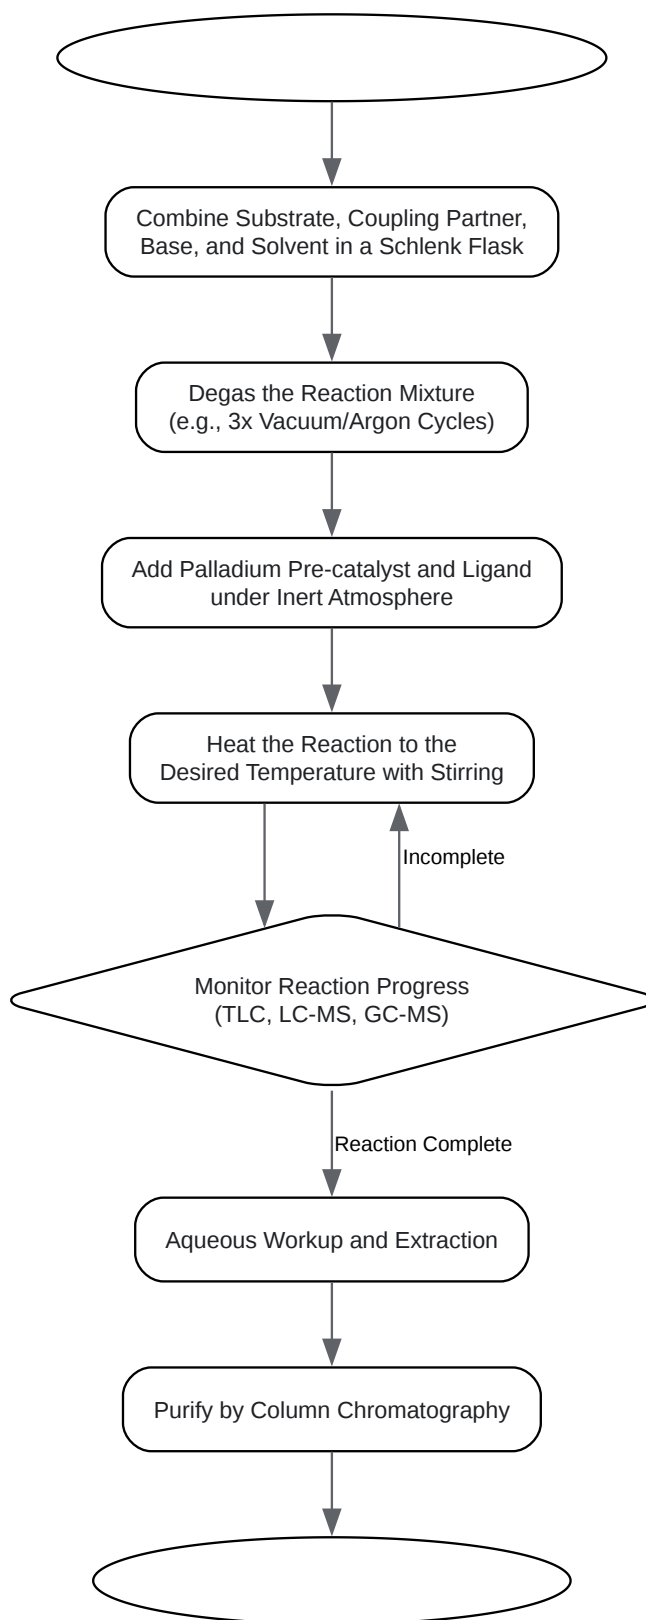 Combine Substrate, Coupling Partner,
Base, and Solvent in a Schlenk Flask
Degas the Reaction Mixture
(e.g., 3x Vacuum/Argon Cycles)
Add Palladium Pre-catalyst and Ligand
under Inert Atmosphere
Heat the Reaction to the
Desired Temperature with Stirring
Incomplete
Monitor Reaction Progress
(TLC, LC-MS, GC-MS)
Reaction Complete
Aqueous Workup and Extraction
Purify by Column Chromatography